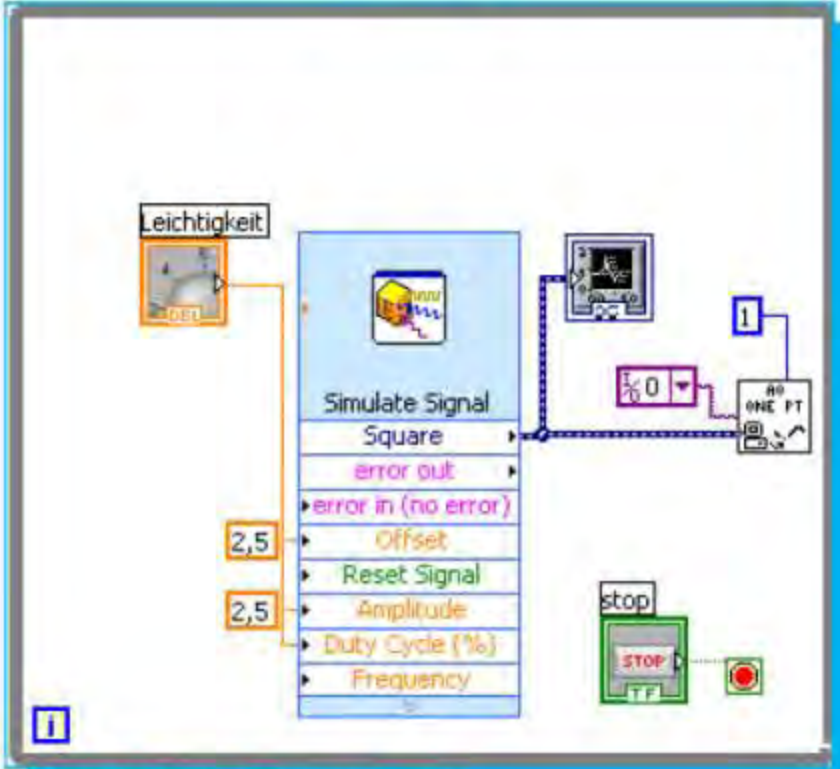 Leichtigkeit
DBL
Simulate Signal
Square
error out
error in (no error)
2,5
Offset
Reset Signal
2,5
Amplitude
Duty Cycle (%)
Frequency
1
I/O 0
AO
ONE PT
stop
STOP
TF
i